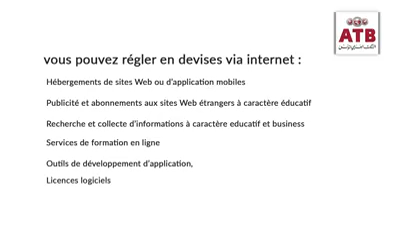 ATB
vous pouvez régler en devises via internet :
Hébergements de sites Web ou d'application mobiles
Publicité et abonnements aux sites Web étrangers à caractère éducatif
Recherche et collecte d'informations à caractère educatif et business
Services de formation en ligne
Outils de développement d'application,
Licences logiciels